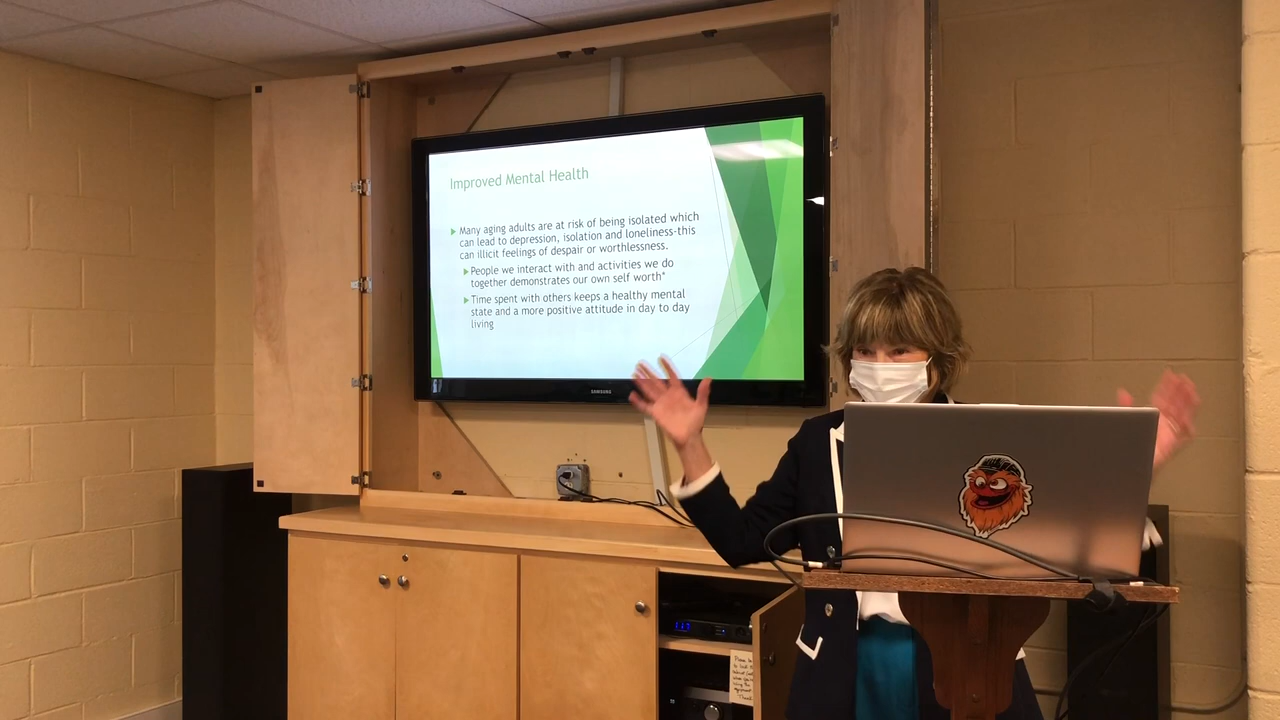 Improved Mental Health
Many aging adults are at risk of being isolated which
can lead to depression, isolation and loneliness-this
can illicit feelings of despair or worthlessness.
People we interact with and activities we do
together demonstrates our own self worth*
Time spent with others keeps a healthy mental
state and a more positive attitude in day to day
living
SAMSUNG